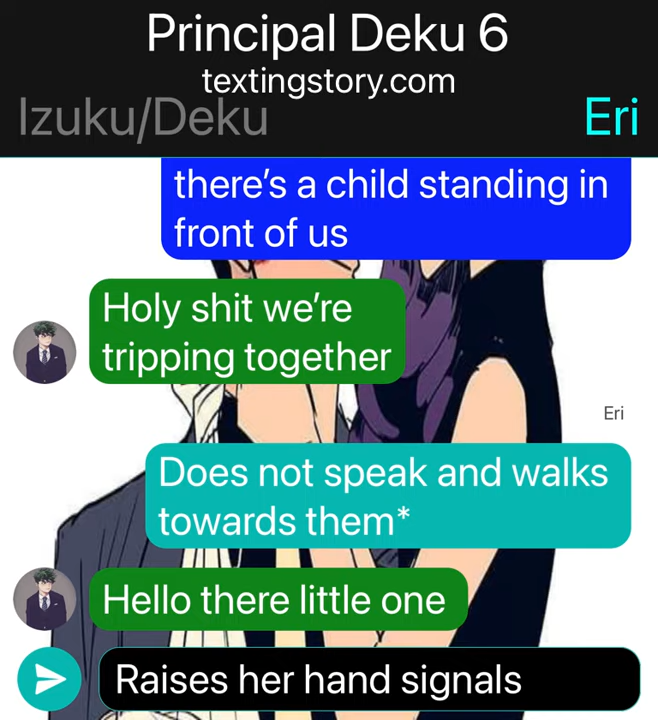 Principal Deku 6
textingstory.com
Izuku/Deku
Eri
there's a child standing in
front of us
Holy shit we're
tripping together
Eri
Does not speak and walks
towards them*
Hello there little one
Raises her hand signals